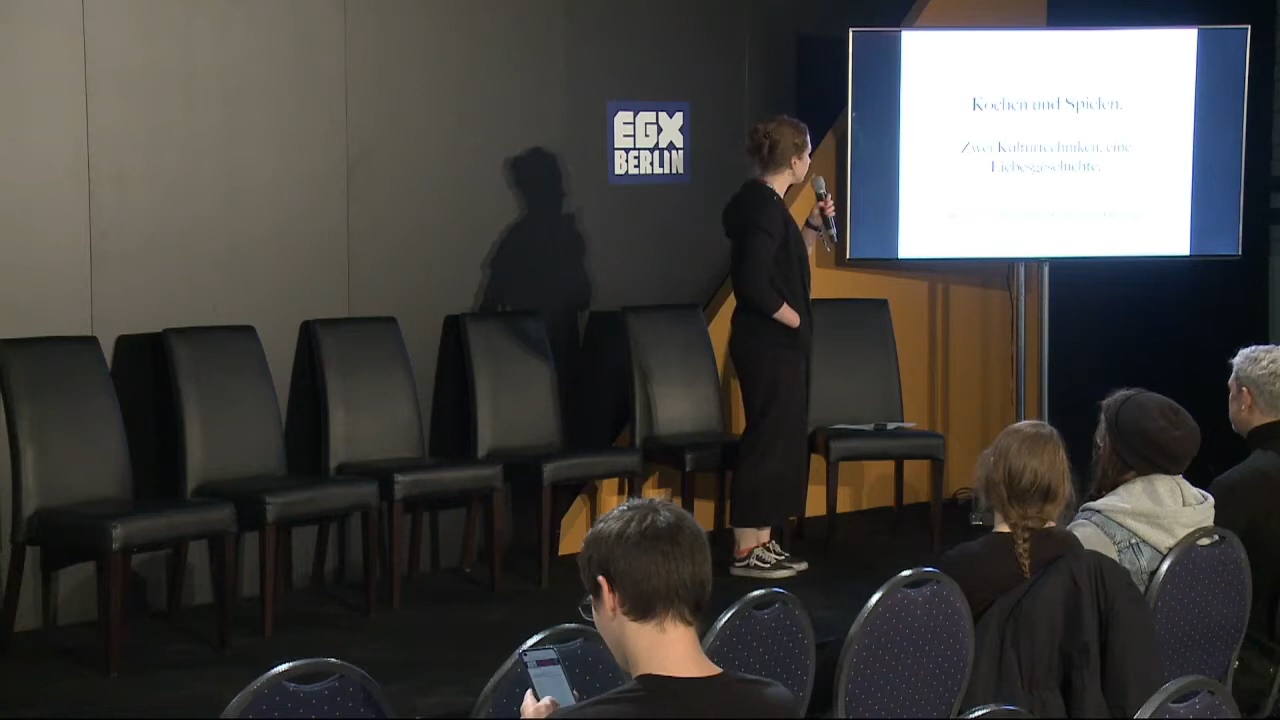 EGX
BERLIN
Kochen und Spielen.
Zwei Kulturtechniken, eine
Liebesgeschichte.